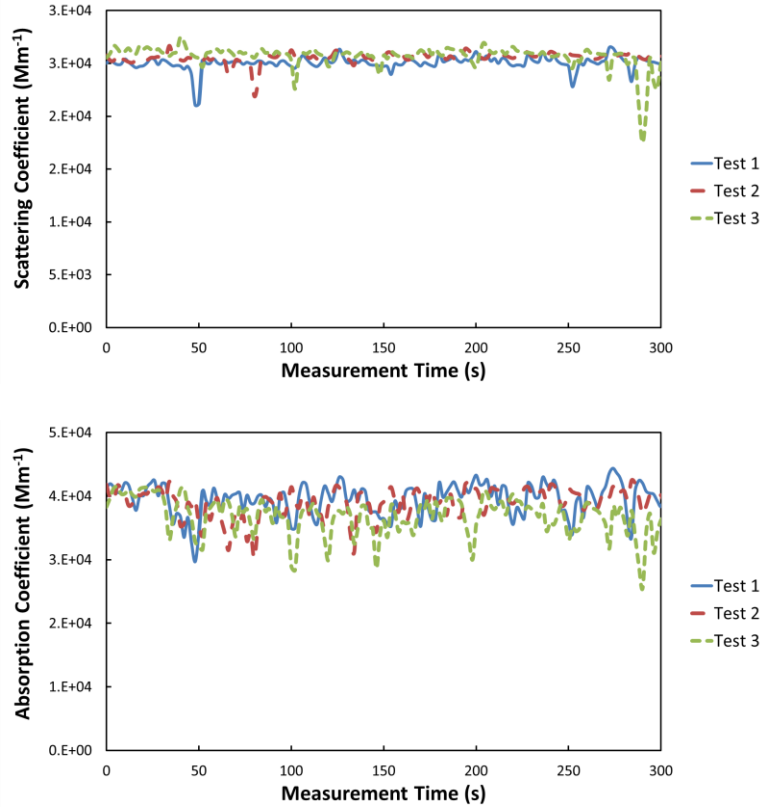 Scattering Coefficient (Mm-1)
3.E+04
3.E+04
2.E+04
2.E+04
1.E+04
5.E+03
0.E+00
0 50 100 150 200 250 300
Measurement Time (s)
Test 1
Test 2
Test 3
Absorption Coefficient (Mm-1)
5.E+04
4.E+04
3.E+04
2.E+04
1.E+04
0.E+00
0 50 100 150 200 250 300
Measurement Time (s)
Test 1
Test 2
Test 3